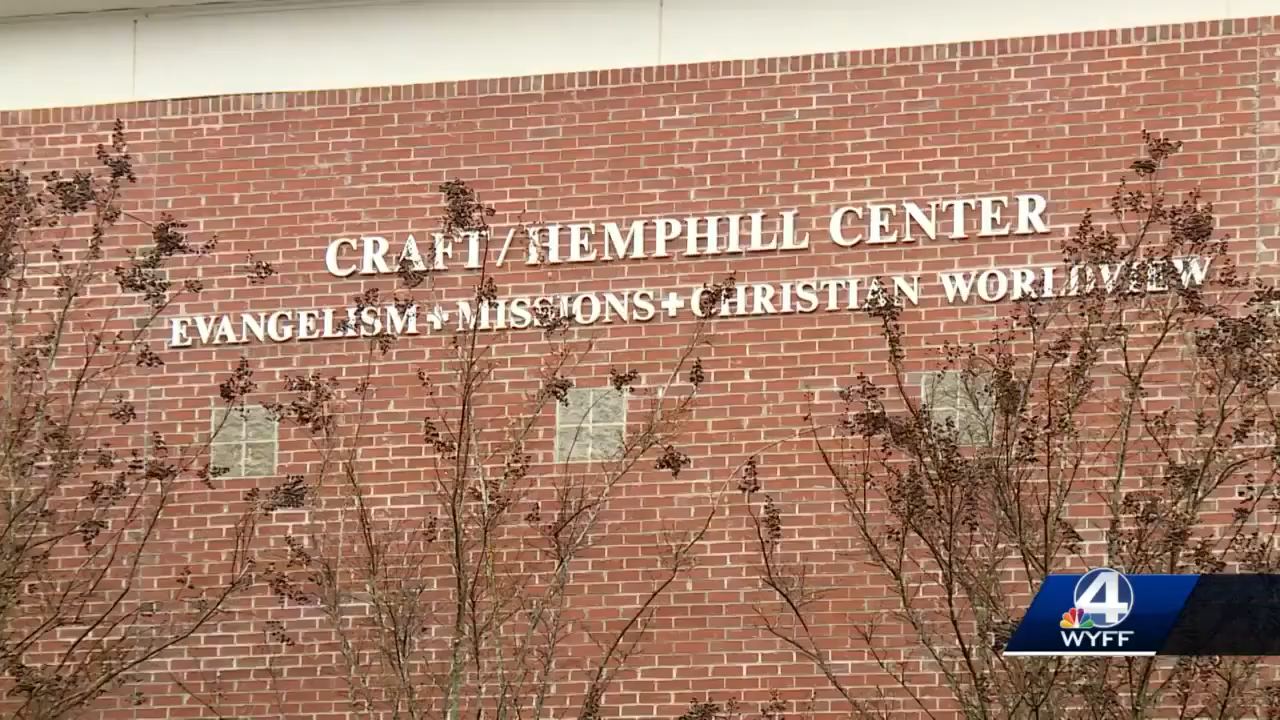 CRAFT/HEMPHILL CENTER
EVANGELISM+MISSIONS+CHRISTIAN WORLDVIEW
4
WYFF